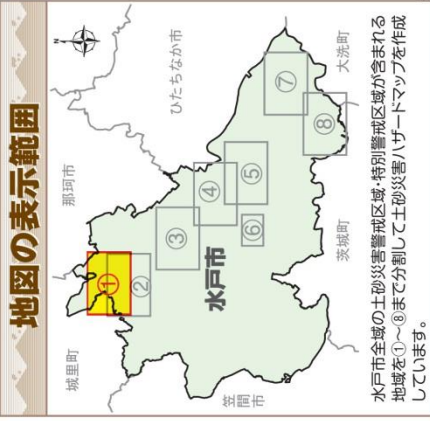 地図の表示範囲
那珂市
城里町
ひたちなか市
①
②
③
④
⑤
⑥
⑦
⑧
水戸市
大洗町
茨城町
笠間市
水戸市全域の土砂災害警戒区域・特別警戒区域が含まれる
地域を①～⑧まで分割して土砂災害ハザードマップを作成
しています。